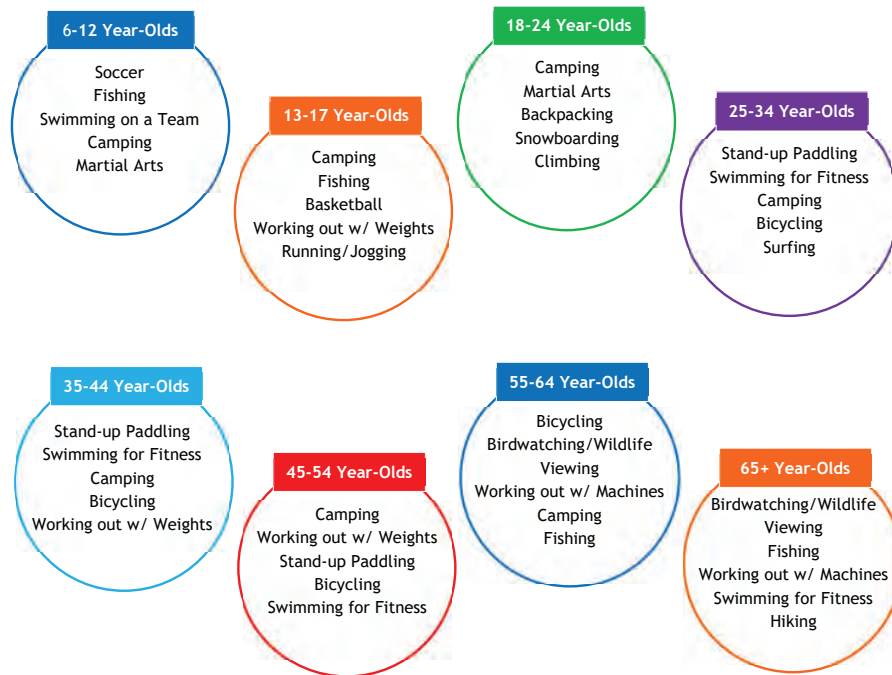 6-12 Year-Olds
Soccer
Fishing
Swimming on a Team
Camping
Martial Arts
13-17 Year-Olds
Camping
Fishing
Basketball
Working out w/ Weights
Running/Jogging
18-24 Year-Olds
Camping
Martial Arts
Backpacking
Snowboarding
Climbing
25-34 Year-Olds
Stand-up Paddling
Swimming for Fitness
Camping
Bicycling
Surfing
35-44 Year-Olds
Stand-up Paddling
Swimming for Fitness
Camping
Bicycling
Working out w/ Weights
45-54 Year-Olds
Camping
Working out w/ Weights
Stand-up Paddling
Bicycling
Swimming for Fitness
55-64 Year-Olds
Bicycling
Birdwatching/Wildlife
Viewing
Working out w/ Machines
Camping
Fishing
65+ Year-Olds
Birdwatching/Wildlife
Viewing
Fishing
Working out w/ Machines
Swimming for Fitness
Hiking